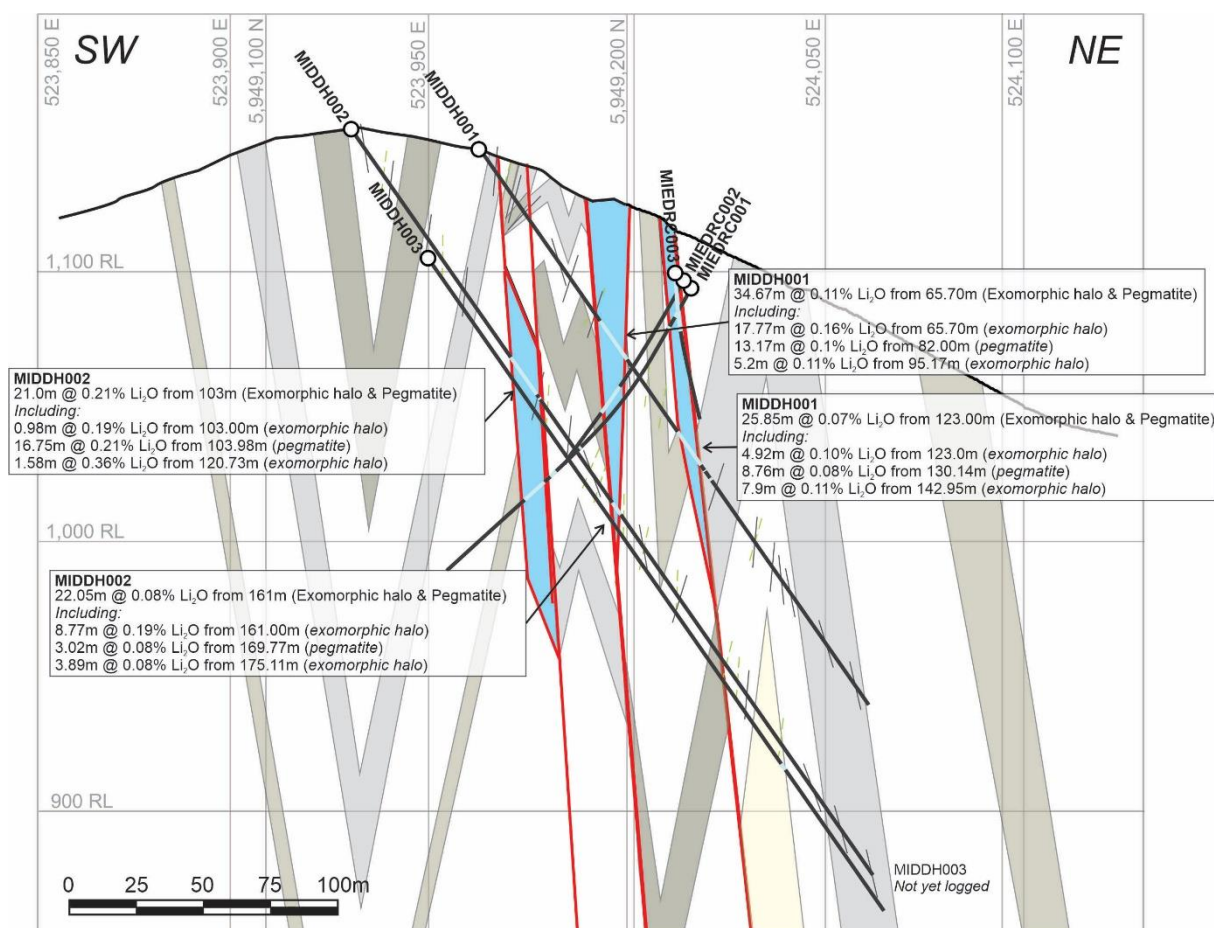 SW
NE
523,850 E
523,900 E
5,949,100 N
523,950 E
5,949,200 N
524,050 E
524,100 E
MIDDH002
MIDDH001
MIDDH003
MIEDRC003
MIEDRC002
MIEDRC001
1,100 RL
1,000 RL
900 RL
MIDDH001
34.67m @ 0.11% Li₂O from 65.70m (Exomorphic halo & Pegmatite)
Including:
17.77m @ 0.16% Li₂O from 65.70m (exomorphic halo)
13.17m @ 0.1% Li₂O from 82.00m (pegmatite)
5.2m @ 0.11% Li₂O from 95.17m (exomorphic halo)
MIDDH002
21.0m @ 0.21% Li₂O from 103m (Exomorphic halo & Pegmatite)
Including:
0.98m @ 0.19% Li₂O from 103.00m (exomorphic halo)
16.75m @ 0.21% Li₂O from 103.98m (pegmatite)
1.58m @ 0.36% Li₂O from 120.73m (exomorphic halo)
MIDDH001
25.85m @ 0.07% Li₂O from 123.00m (Exomorphic halo & Pegmatite)
Including:
4.92m @ 0.10% Li₂O from 123.0m (exomorphic halo)
8.76m @ 0.08% Li₂O from 130.14m (pegmatite)
7.9m @ 0.11% Li₂O from 142.95m (exomorphic halo)
MIDDH002
22.05m @ 0.08% Li₂O from 161m (Exomorphic halo & Pegmatite)
Including:
8.77m @ 0.19% Li₂O from 161.00m (exomorphic halo)
3.02m @ 0.08% Li₂O from 169.77m (pegmatite)
3.89m @ 0.08% Li₂O from 175.11m (exomorphic halo)
MIDDH003
Not yet logged
0 25 50 75 100m